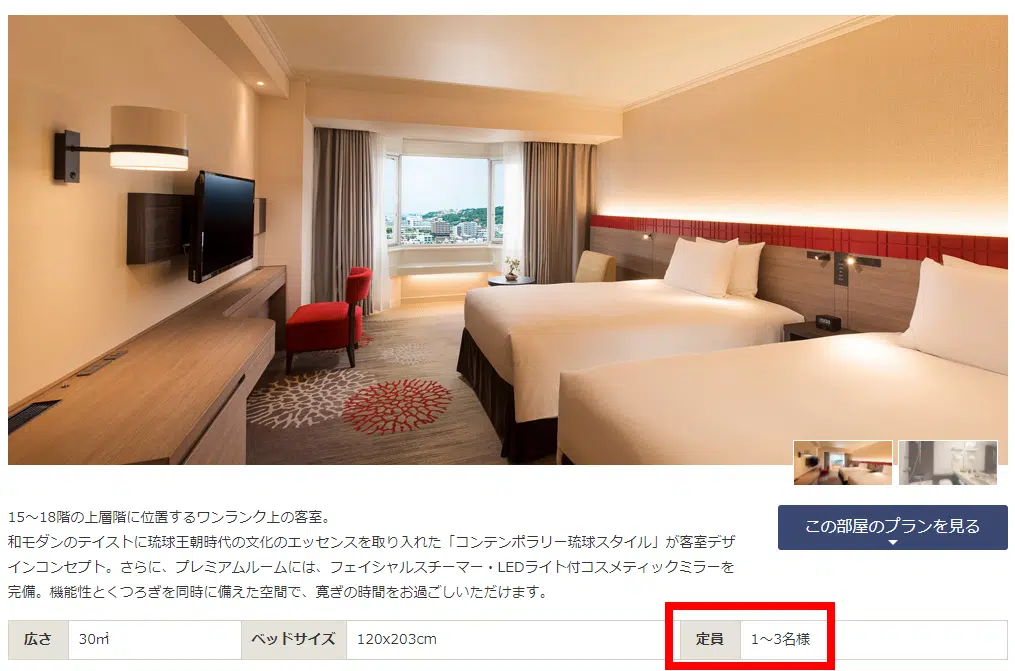 15～18階の上層階に位置するワンランク上の客室。
この部屋のプランを見る
和モダンのテイストに琉球王朝時代の文化のエッセンスを取り入れた「コンテンポラリー琉球スタイル」が客室デザ
インコンセプト。さらに、プレミアムルームには、フェイシャルスチーマー・LEDライト付コスメティックミラーを
完備。機能性とくつろぎを同時に備えた空間で、寛ぎの時間をお過ごしいただけます。
広さ 30㎡ ベッドサイズ 120x203cm 定員 1～3名様